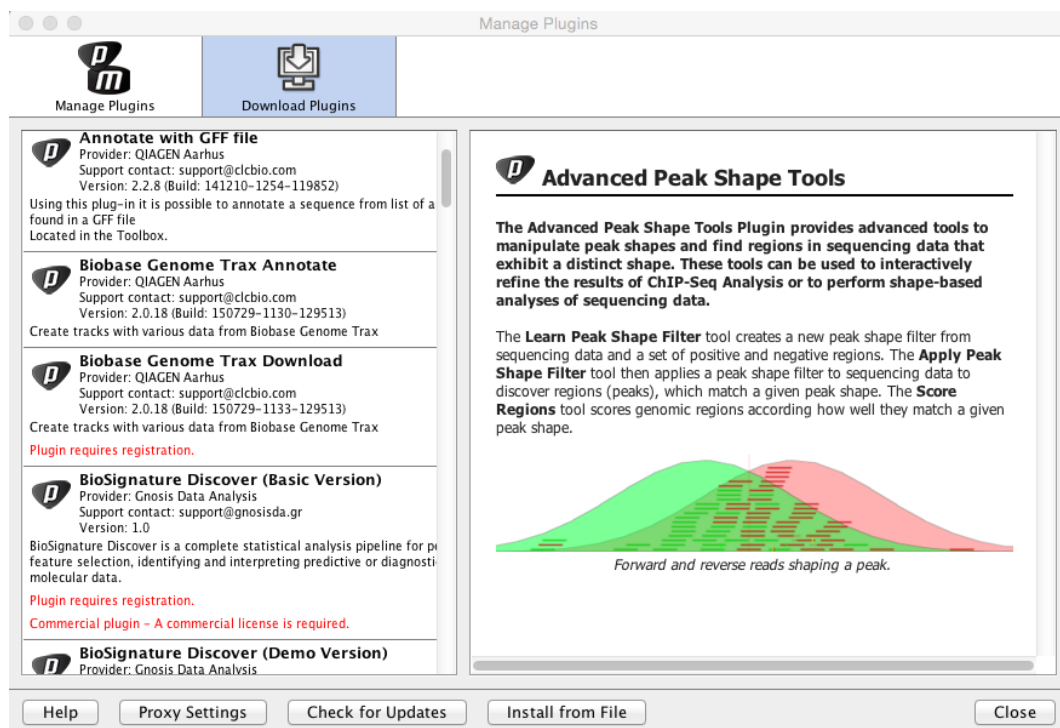 Manage Plugins
Manage Plugins
Download Plugins
Annotate with GFF file
Provider: QIAGEN Aarhus
Support contact: support@clcbio.com
Version: 2.2.8 (Build: 141210-1254-119852)
Using this plug-in it is possible to annotate a sequence from list of a
found in a GFF file
Located in the Toolbox.
Biobase Genome Trax Annotate
Provider: QIAGEN Aarhus
Support contact: support@clcbio.com
Version: 2.0.18 (Build: 150729-1130-129513)
Create tracks with various data from Biobase Genome Trax
Biobase Genome Trax Download
Provider: QIAGEN Aarhus
Support contact: support@clcbio.com
Version: 2.0.18 (Build: 150729-1133-129513)
Create tracks with various data from Biobase Genome Trax
Plugin requires registration.
BioSignature Discover (Basic Version)
Provider: Gnosis Data Analysis
Support contact: support@gnosisda.gr
Version: 1.0
BioSignature Discover is a complete statistical analysis pipeline for p
feature selection, identifying and interpreting predictive or diagnosti
molecular data.
Plugin requires registration.
Commercial plugin - A commercial license is required.
BioSignature Discover (Demo Version)
Provider: Gnosis Data Analysis
Advanced Peak Shape Tools
The Advanced Peak Shape Tools Plugin provides advanced tools to
manipulate peak shapes and find regions in sequencing data that
exhibit a distinct shape. These tools can be used to interactively
refine the results of ChIP-Seq Analysis or to perform shape-based
analyses of sequencing data.
The Learn Peak Shape Filter tool creates a new peak shape filter from
sequencing data and a set of positive and negative regions. The Apply Peak
Shape Filter tool then applies a peak shape filter to sequencing data to
discover regions (peaks), which match a given peak shape. The Score
Regions tool scores genomic regions according how well they match a given
peak shape.
Forward and reverse reads shaping a peak.
Help
Proxy Settings
Check for Updates
Install from File
Close